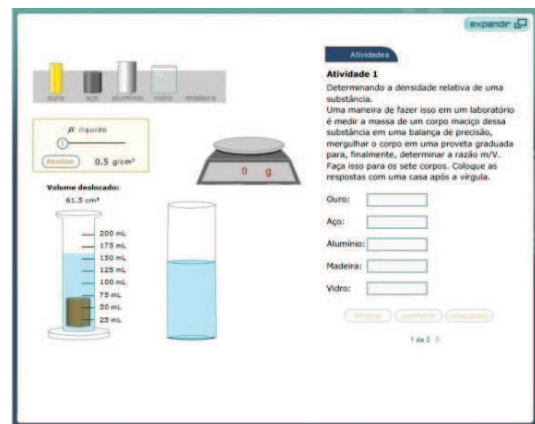 expandir
Atividades
Atividade 1
Determinando a densidade relativa de uma
substância.
Uma maneira de fazer isso em um laboratório
é medir a massa de um corpo maciço dessa
substância em uma balança de precisão,
mergulhar o corpo em uma proveta graduada
para, finalmente, determinar a razão m/V.
Faça isso para os sete corpos. Coloque as
respostas com uma casa após a vírgula.
ouro aço alumínio vidro madeira
μ líquido
0.5 g/cm³
0 g
Volume deslocado:
61.5 cm³
200 mL
175 mL
150 mL
125 mL
100 mL
75 mL
50 mL
25 mL
Ouro:
Aço:
Alumínio:
Madeira:
Vidro:
limpar conferir resposta
1 de 2